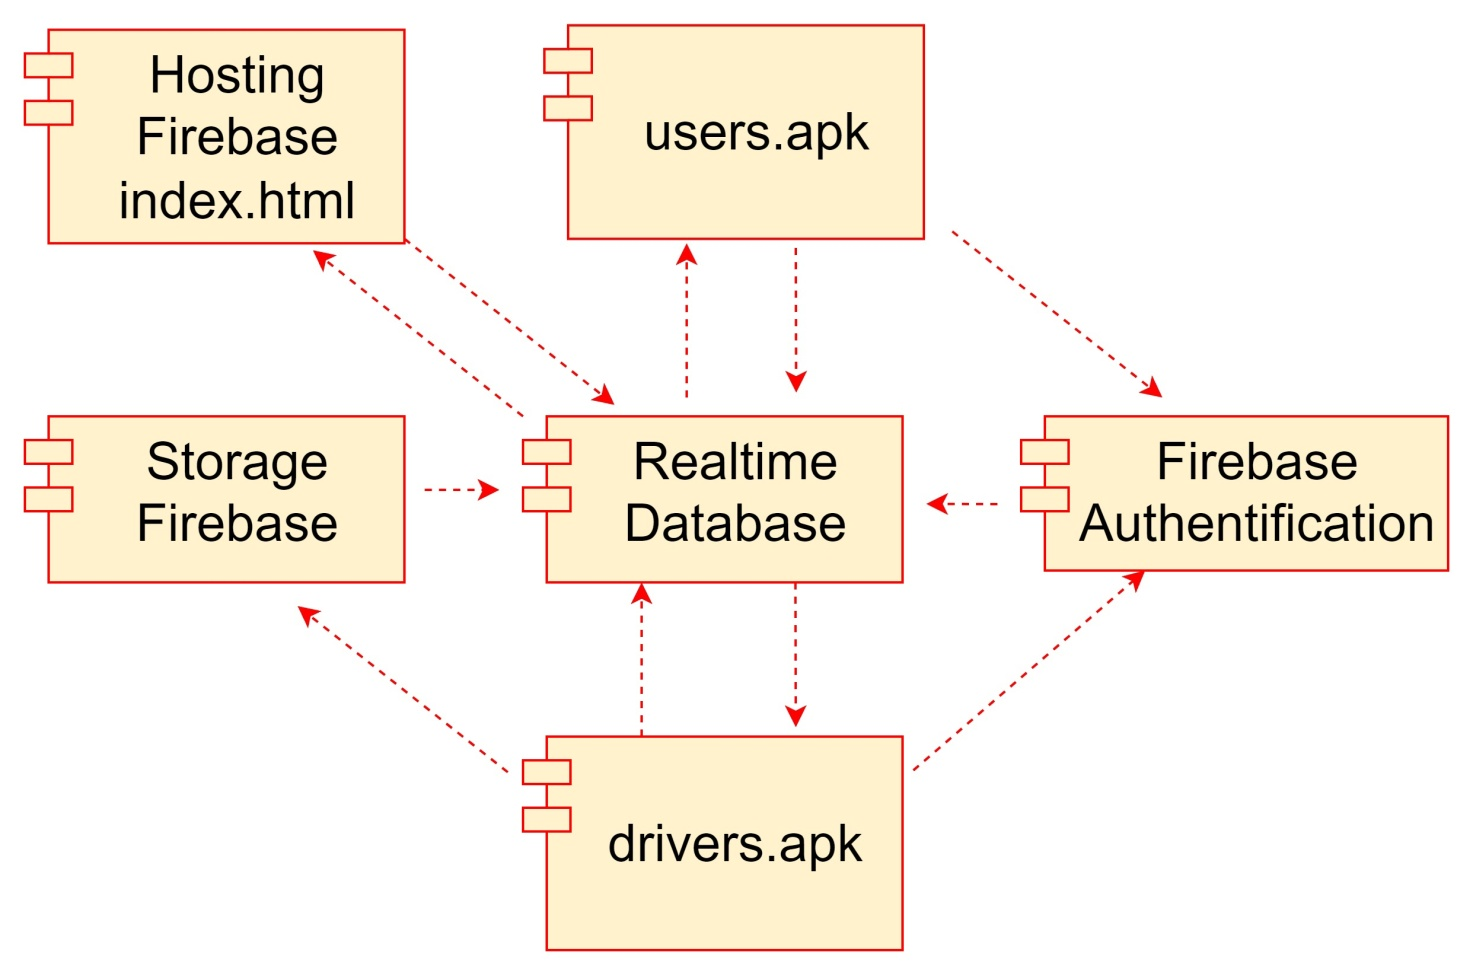 Hosting
Firebase
index.html
users.apk
Storage
Firebase
Realtime
Database
Firebase
Authentification
drivers.apk